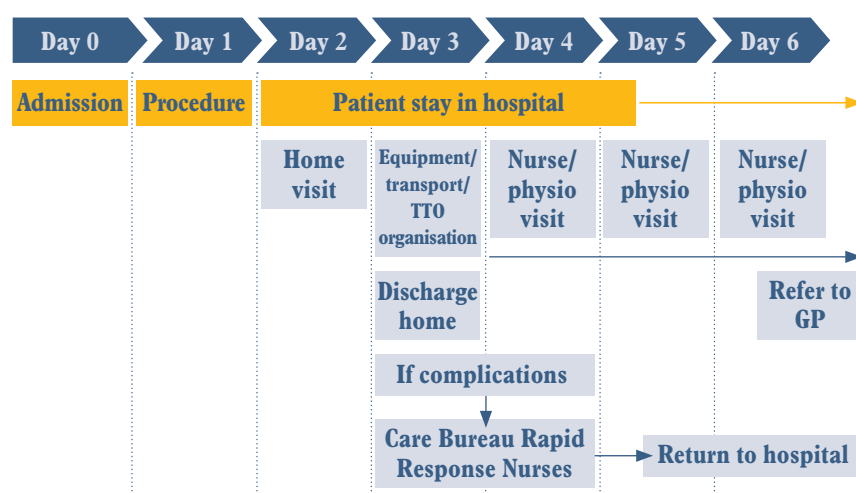 Day 0 Day 1 Day 2 Day 3 Day 4 Day 5 Day 6
Admission Procedure Patient stay in hospital
Home
visit
Equipment/
transport/
TTO
organisation
Nurse/
physio
visit
Nurse/
physio
visit
Nurse/
physio
visit
Discharge
home
Refer to
GP
If complications
Care Bureau Rapid
Response Nurses
Return to hospital